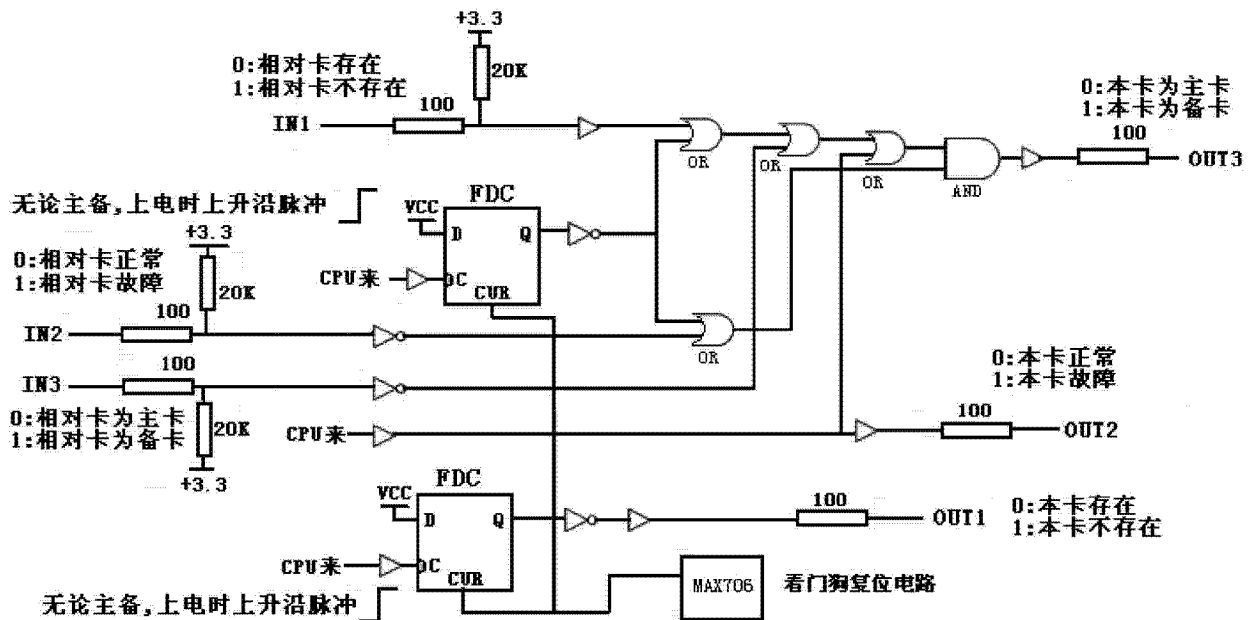 +3.3
0:相对卡存在
1:相对卡不存在
20K
100
IN1
OR
OR
OR
AND
0:本卡为主卡
1:本卡为备卡
100
OUT3
无论主备,上电时上升沿脉冲
FDC
VCC
D
Q
CPU来
C
CUR
+3.3
0:相对卡正常
1:相对卡故障
20K
100
IN2
OR
IN3
100
0:相对卡为主卡
1:相对卡为备卡
20K
+3.3
CPU来
0:本卡正常
1:本卡故障
100
OUT2
FDC
VCC
D
Q
CPU来
C
CUR
100
OUT1
0:本卡存在
1:本卡不存在
无论主备,上电时上升沿脉冲
MAX706
看门狗复位电路